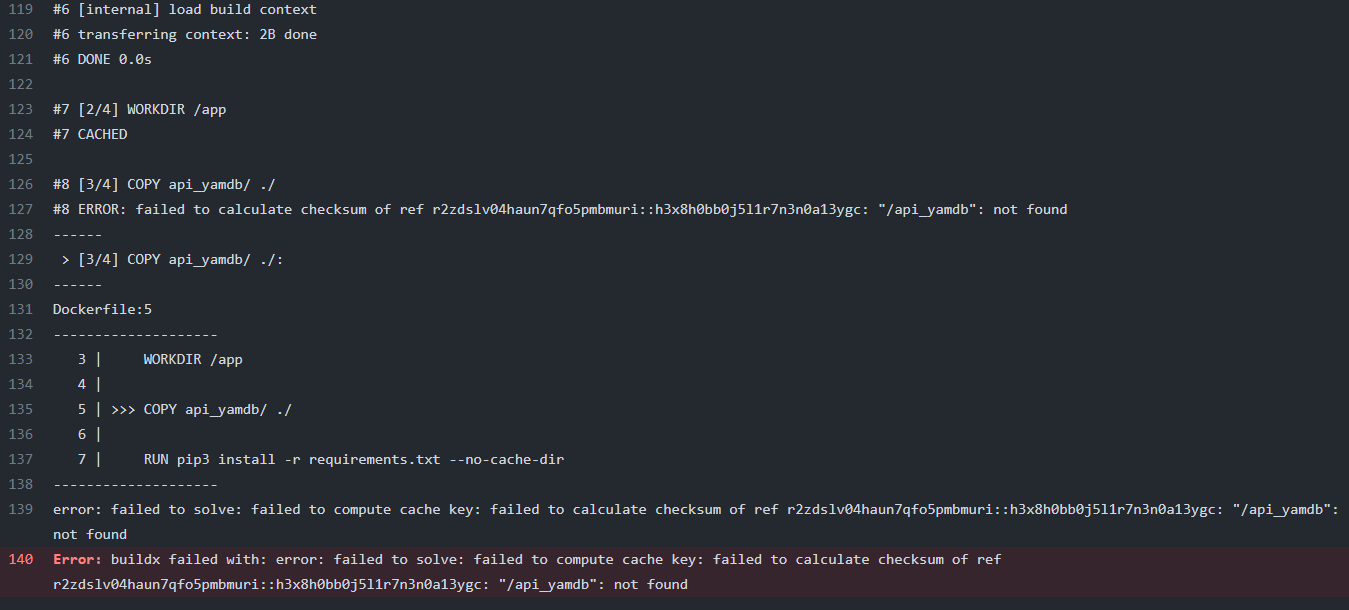 119 #6 [internal] load build context
120 #6 transferring context: 2B done
121 #6 DONE 0.0s
122
123 #7 [2/4] WORKDIR /app
124 #7 CACHED
125
126 #8 [3/4] COPY api_yamdb/ ./
127 #8 ERROR: failed to calculate checksum of ref r2zdslv04haun7qfo5pmbmuri::h3x8h0bb0j5l1r7n3n0a13ygc: "/api_yamdb": not found
128 ------
129 > [3/4] COPY api_yamdb/ ./:
130 ------
131 Dockerfile:5
132 --------------------
133 3 | WORKDIR /app
134 4 |
135 5 | >>> COPY api_yamdb/ ./
136 6 |
137 7 | RUN pip3 install -r requirements.txt --no-cache-dir
138 --------------------
139 error: failed to solve: failed to compute cache key: failed to calculate checksum of ref r2zdslv04haun7qfo5pmbmuri::h3x8h0bb0j5l1r7n3n0a13ygc: "/api_yamdb":
not found
140 Error: buildx failed with: error: failed to solve: failed to compute cache key: failed to calculate checksum of ref
r2zdslv04haun7qfo5pmbmuri::h3x8h0bb0j5l1r7n3n0a13ygc: "/api_yamdb": not found